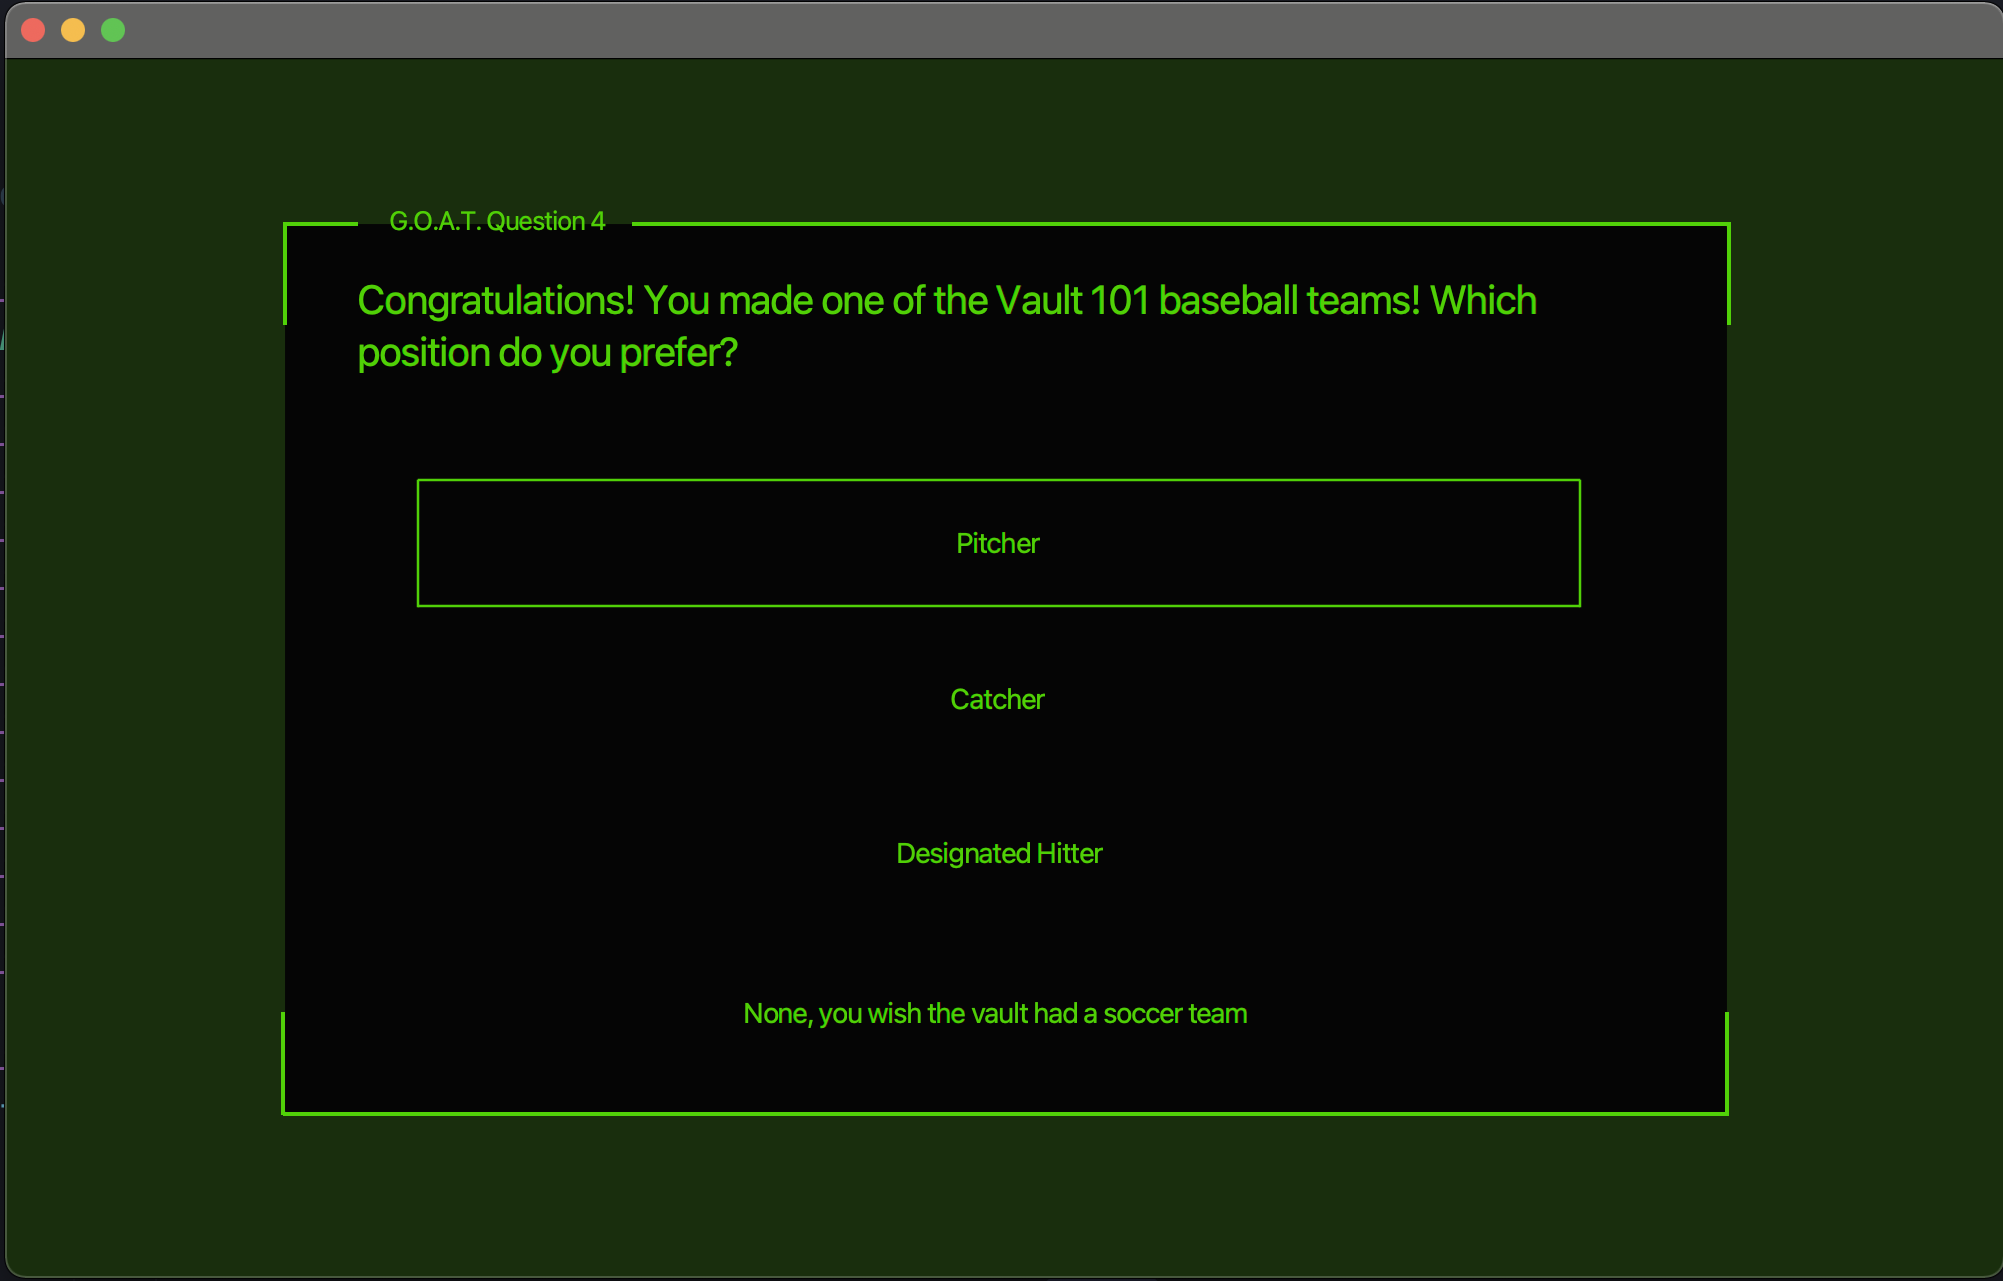 G.O.A.T. Question 4
Congratulations! You made one of the Vault 101 baseball teams! Which
position do you prefer?
Pitcher
Catcher
Designated Hitter
None, you wish the vault had a soccer team